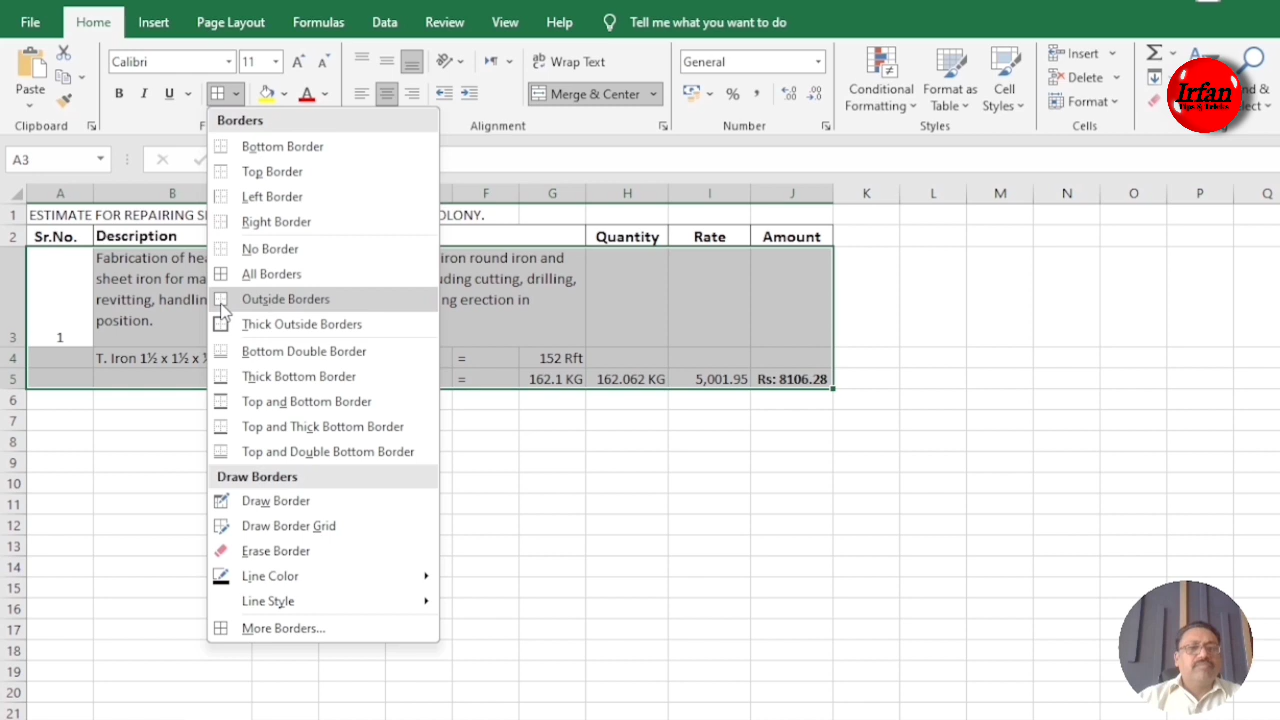 File Home Insert Page Layout Formulas Data Review View Help Tell me what you want to do
Paste
Clipboard
Calibri 11
B I U
Wrap Text
Merge & Center
Alignment
General
% ,
Number
Conditional Formatting
Format as Table
Cell Styles
Styles
Insert
Delete
Format
Cells
Irfan
Tips & Tricks
A3
Borders
Bottom Border
Top Border
Left Border
Right Border
No Border
All Borders
Outside Borders
Thick Outside Borders
Bottom Double Border
Thick Bottom Border
Top and Bottom Border
Top and Thick Bottom Border
Top and Double Bottom Border
Draw Borders
Draw Border
Draw Border Grid
Erase Border
Line Color
Line Style
More Borders...
A B F G H I J K L M N O P Q
1 ESTIMATE FOR REPAIRING OLONY.
2 Sr.No. Description Quantity Rate Amount
Fabrication of iron round iron and
sheet iron for cutting, drilling,
revitting, erection in
position.
3 1
4 T. Iron 1½ x 1½ x = 152 Rft
5 = 162.1 KG 162.062 KG 5,001.95 Rs: 8106.28
6
7
8
9
10
11
12
13
14
15
16
17
18
19
20
21